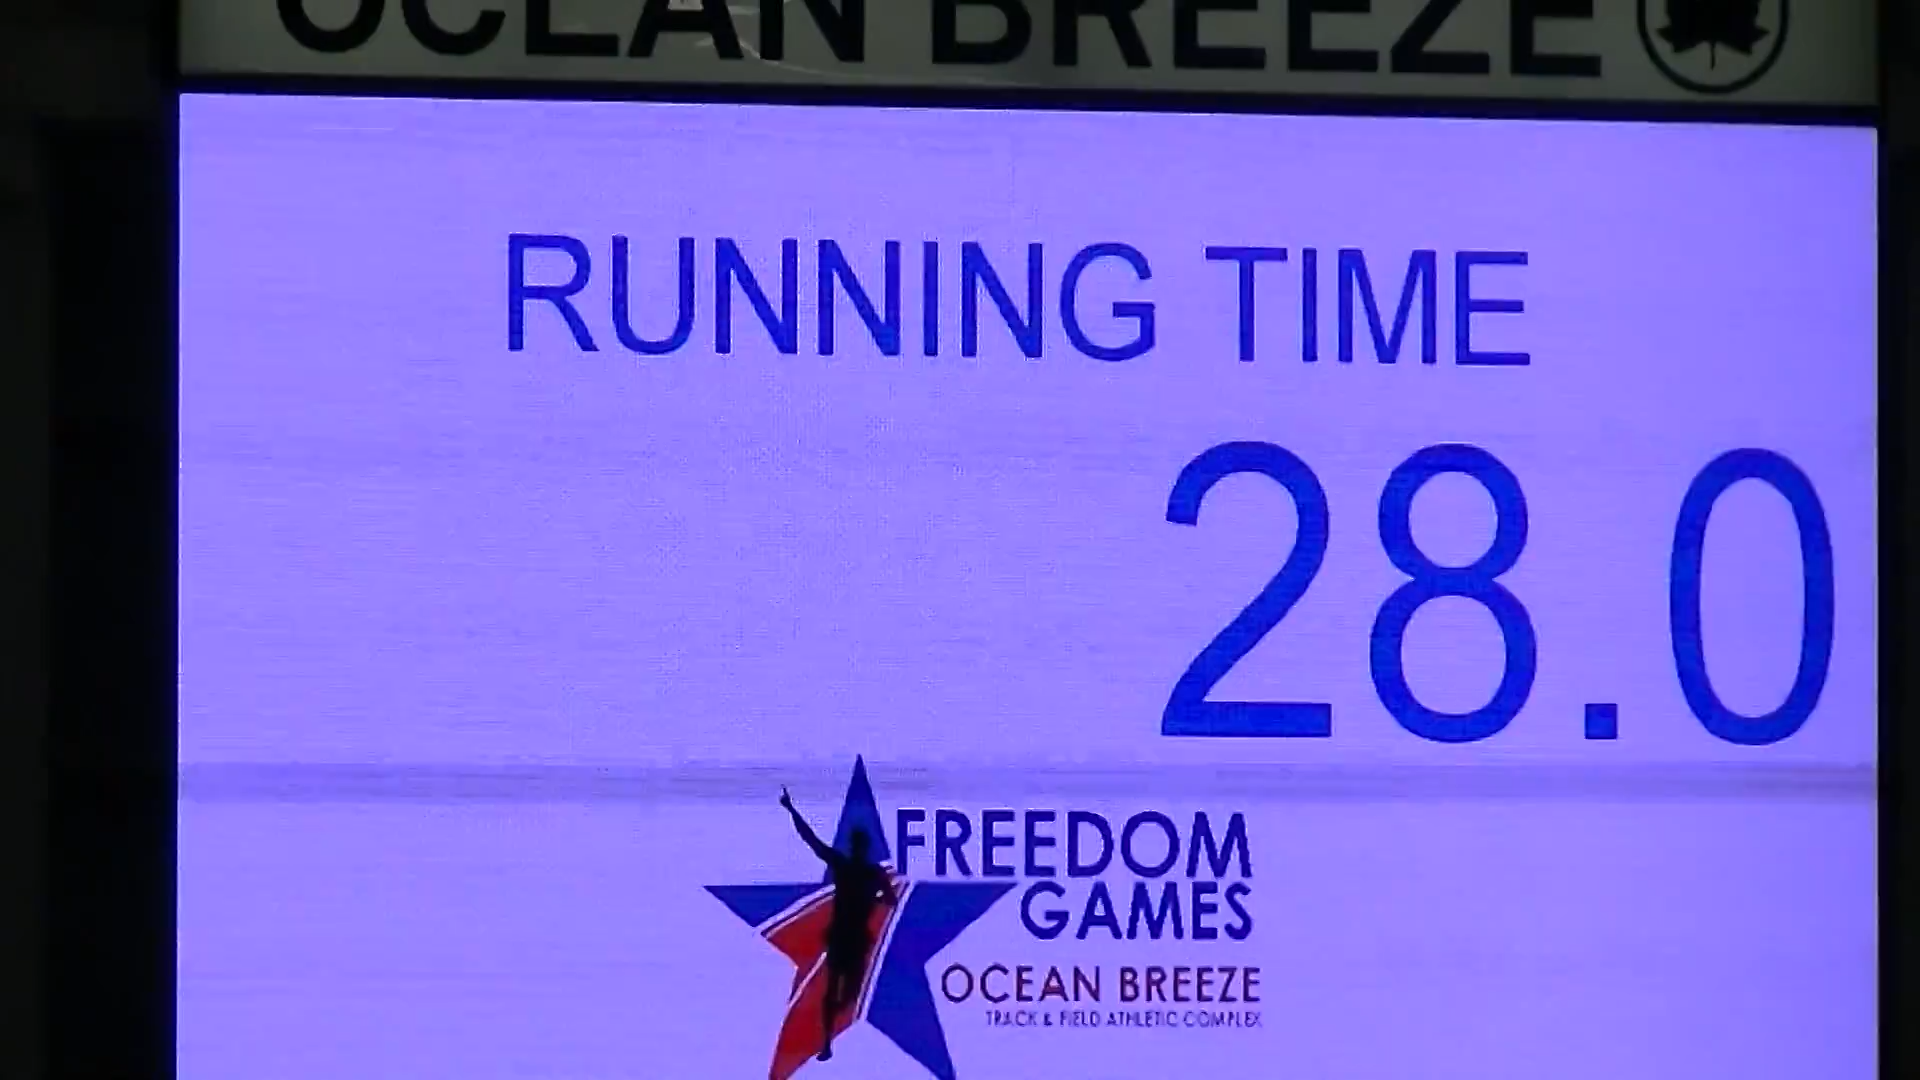 OCEAN BREEZE
RUNNING TIME
28.0
FREEDOM
GAMES
OCEAN BREEZE
TRACK & FIELD ATHLETIC COMPLEX